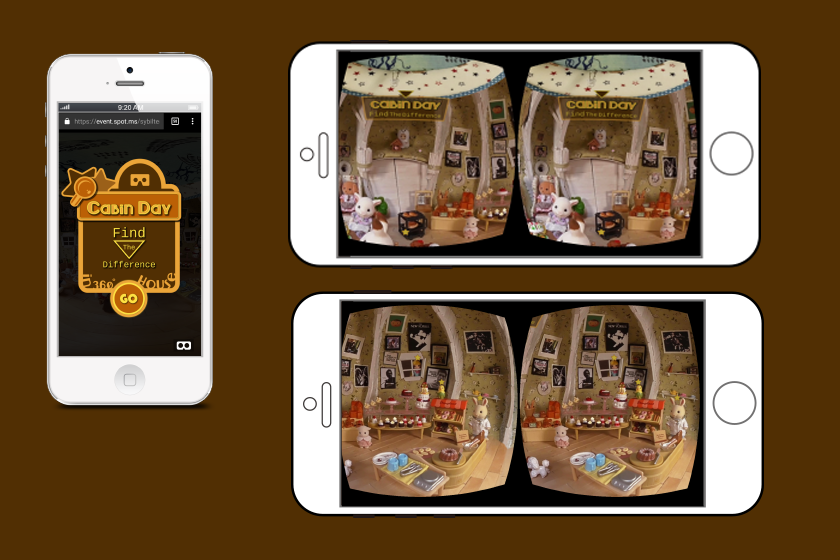 9:20 AM
https://event.spot.ms/sybilte
CABIN DAY
Find
The
Difference
360°
HOUSE
GO
CABIN DAY
Find The Difference
CABIN DAY
Find The Difference